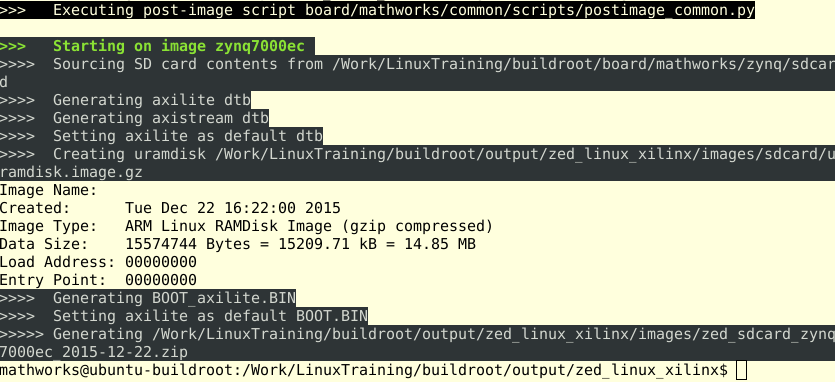 >>>   Executing post-image script board/mathworks/common/scripts/postimage_common.py
>>>   Starting on image zynq7000ec
>>>>  Sourcing SD card contents from /Work/LinuxTraining/buildroot/board/mathworks/zynq/sdcar
d
>>>>  Generating axilite dtb
>>>>  Generating axistream dtb
>>>>  Setting axilite as default dtb
>>>>  Creating uramdisk /Work/LinuxTraining/buildroot/output/zed_linux_xilinx/images/sdcard/u
ramdisk.image.gz
Image Name:
Created:      Tue Dec 22 16:22:00 2015
Image Type:   ARM Linux RAMDisk Image (gzip compressed)
Data Size:    15574744 Bytes = 15209.71 kB = 14.85 MB
Load Address: 00000000
Entry Point:  00000000
>>>>  Generating BOOT_axilite.BIN
>>>>  Setting axilite as default BOOT.BIN
>>>>> Generating /Work/LinuxTraining/buildroot/output/zed_linux_xilinx/images/zed_sdcard_zynq
7000ec_2015-12-22.zip
mathworks@ubuntu-buildroot:/Work/LinuxTraining/buildroot/output/zed_linux_xilinx$